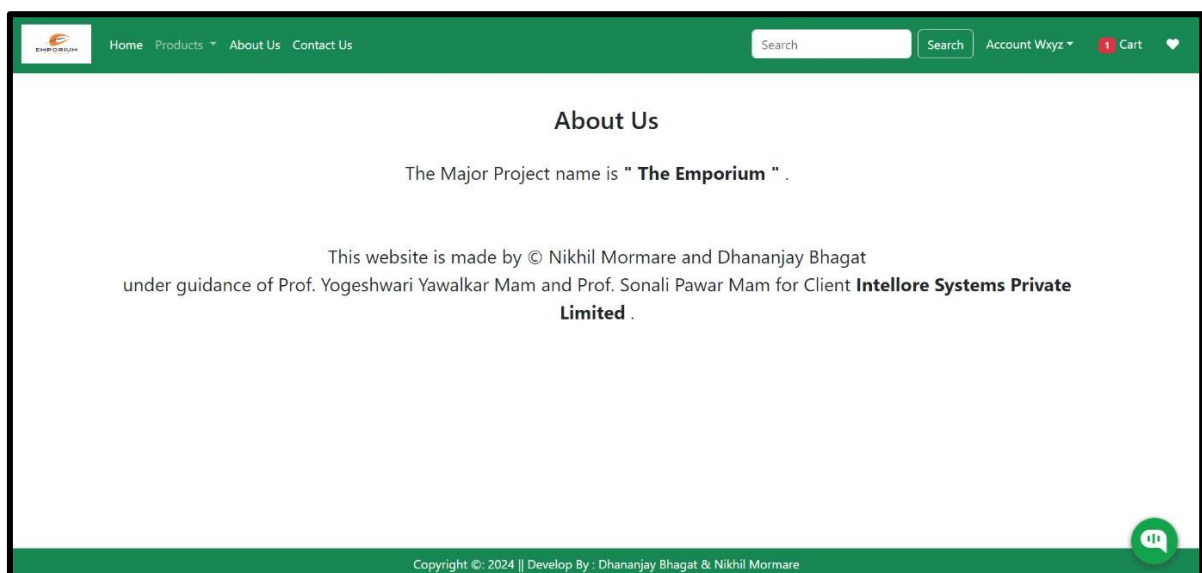 EMPORIUM
Home Products About Us Contact Us Search Search Account Wxyz 1 Cart
About Us
The Major Project name is " The Emporium " .
This website is made by © Nikhil Mormare and Dhananjay Bhagat
under guidance of Prof. Yogeshwari Yawalkar Mam and Prof. Sonali Pawar Mam for Client Intellore Systems Private
Limited .
Copyright ©: 2024 || Develop By : Dhananjay Bhagat & Nikhil Mormare